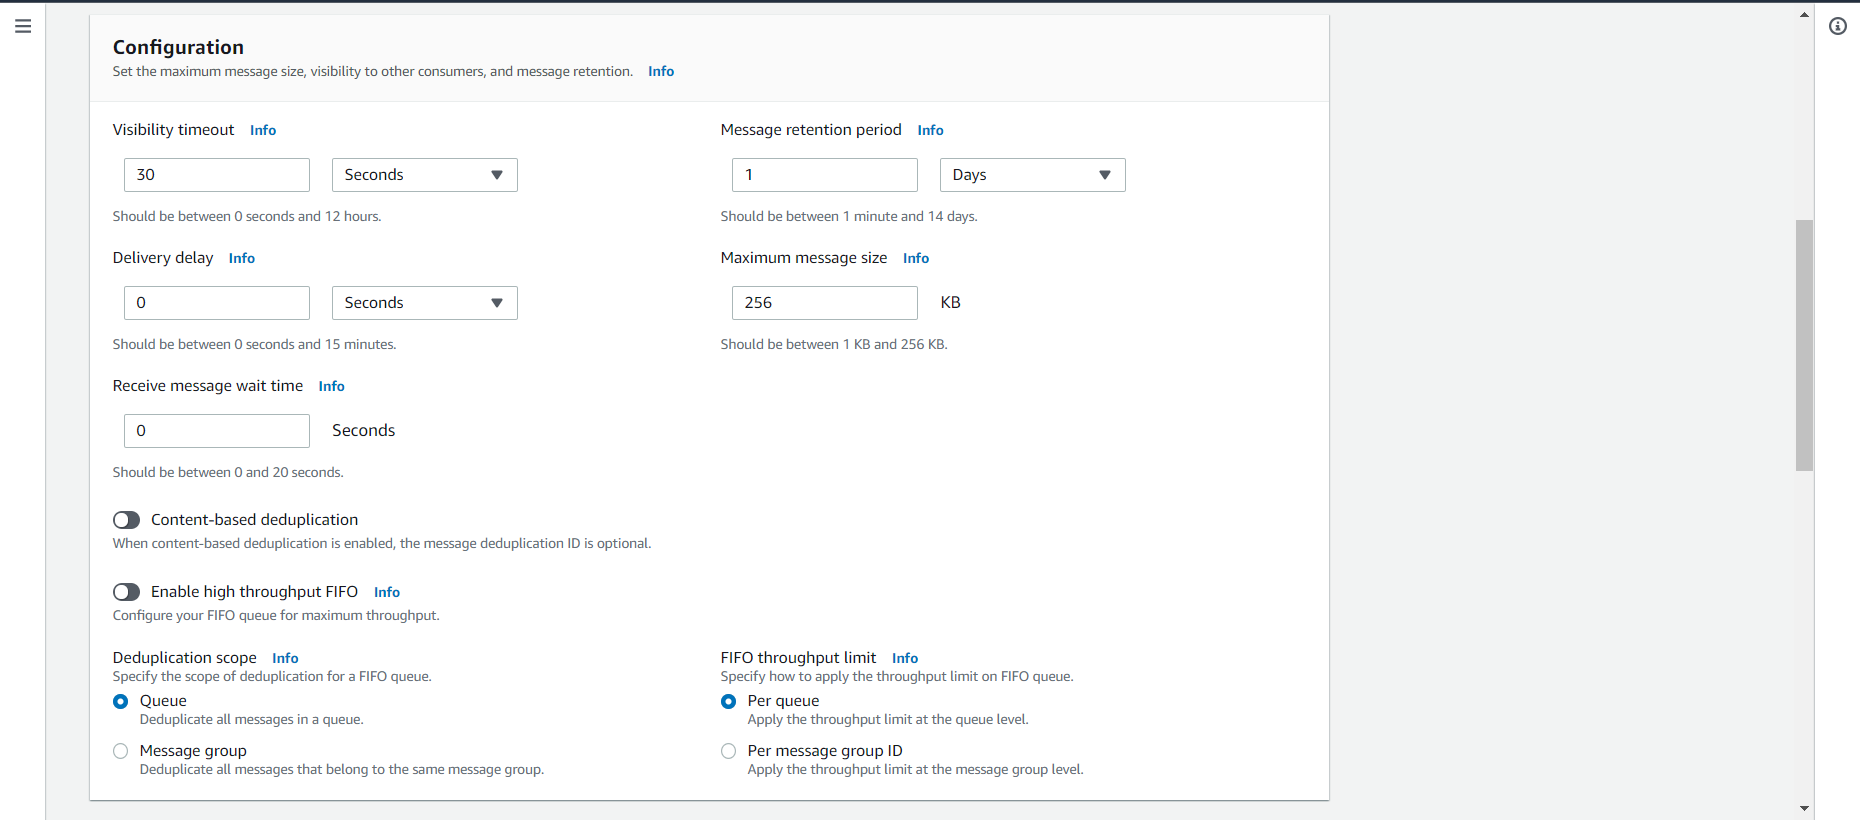 Configuration
Set the maximum message size, visibility to other consumers, and message retention. Info
Visibility timeout Info
30 Seconds
Should be between 0 seconds and 12 hours.
Message retention period Info
1 Days
Should be between 1 minute and 14 days.
Delivery delay Info
0 Seconds
Should be between 0 seconds and 15 minutes.
Maximum message size Info
256 KB
Should be between 1 KB and 256 KB.
Receive message wait time Info
0 Seconds
Should be between 0 and 20 seconds.
Content-based deduplication
When content-based deduplication is enabled, the message deduplication ID is optional.
Enable high throughput FIFO Info
Configure your FIFO queue for maximum throughput.
Deduplication scope Info
Specify the scope of deduplication for a FIFO queue.
Queue
Deduplicate all messages in a queue.
Message group
Deduplicate all messages that belong to the same message group.
FIFO throughput limit Info
Specify how to apply the throughput limit on FIFO queue.
Per queue
Apply the throughput limit at the queue level.
Per message group ID
Apply the throughput limit at the message group level.